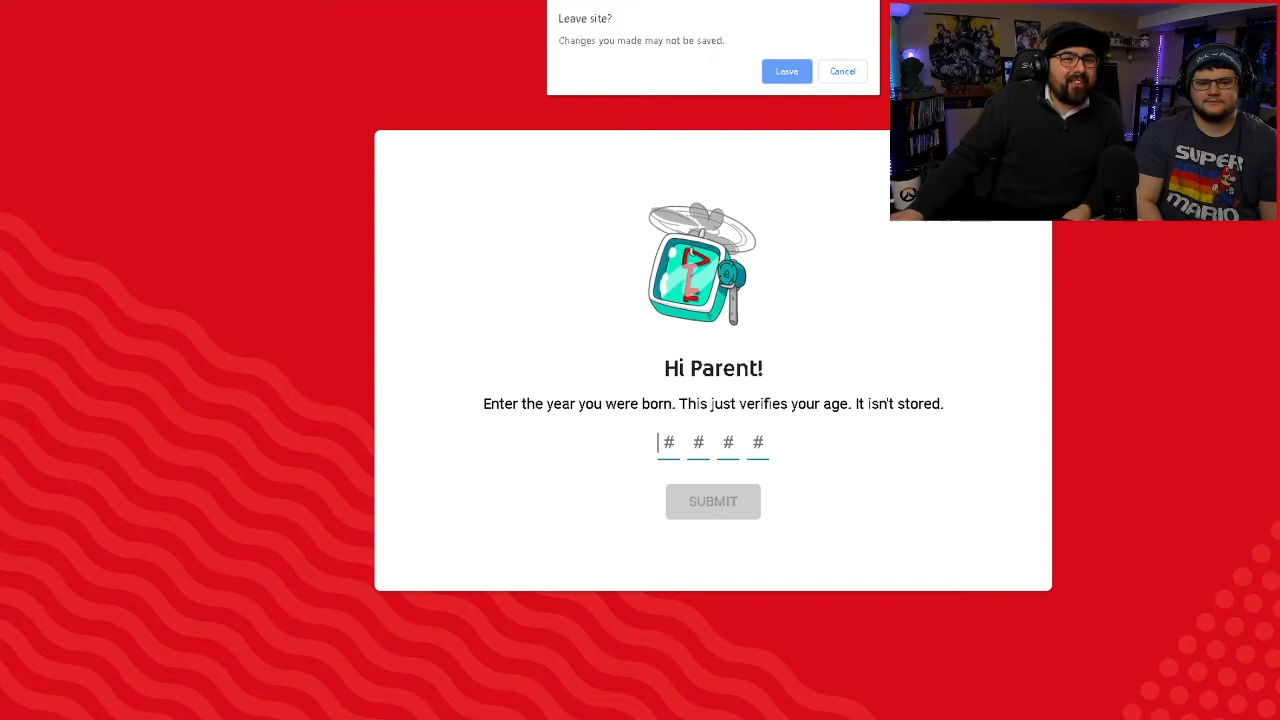 Leave site?
Changes you made may not be saved.
Leave
Cancel
SUPER
MARIO
Hi Parent!
Enter the year you were born. This just verifies your age. It isn't stored.
# # # #
SUBMIT